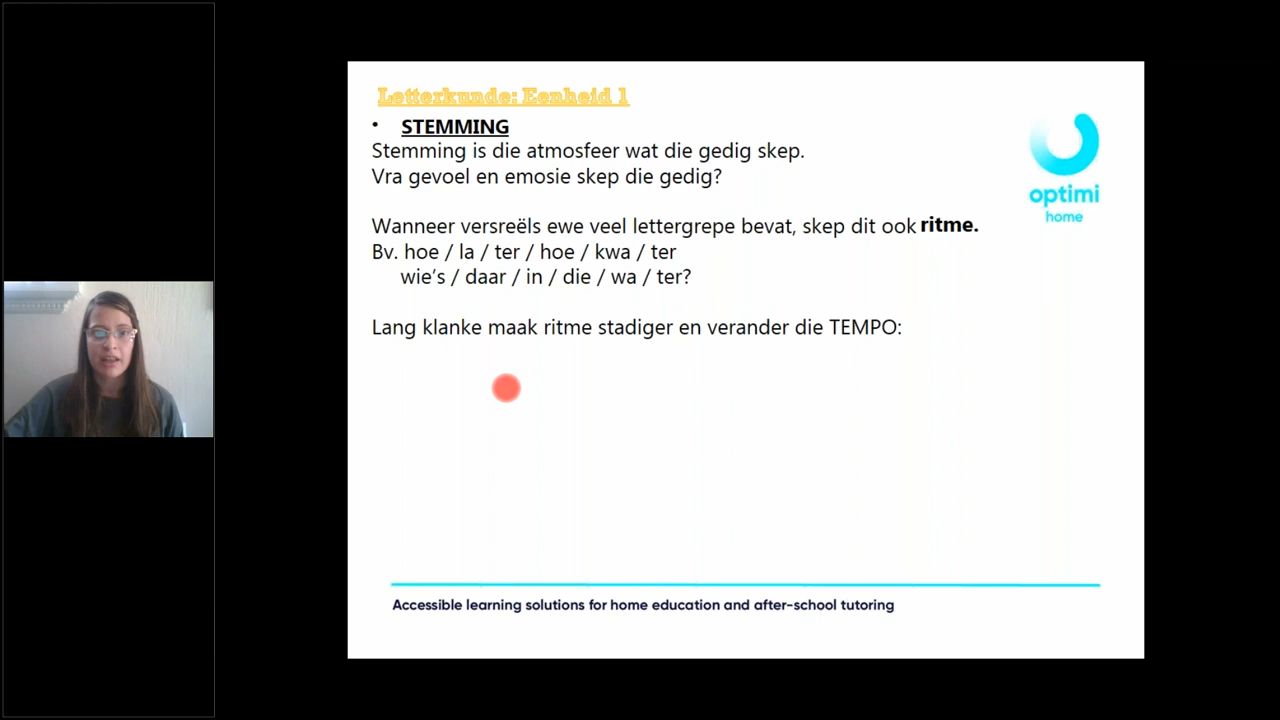 Letterkunde: Eenheid 1
• STEMMING
Stemming is die atmosfeer wat die gedig skep.
Vra gevoel en emosie skep die gedig?
Wanneer versreëls ewe veel lettergrepe bevat, skep dit ook ritme.
Bv. hoe / la / ter / hoe / kwa / ter
wie's / daar / in / die / wa / ter?
Lang klanke maak ritme stadiger en verander die TEMPO:
optimi
home
Accessible learning solutions for home education and after-school tutoring